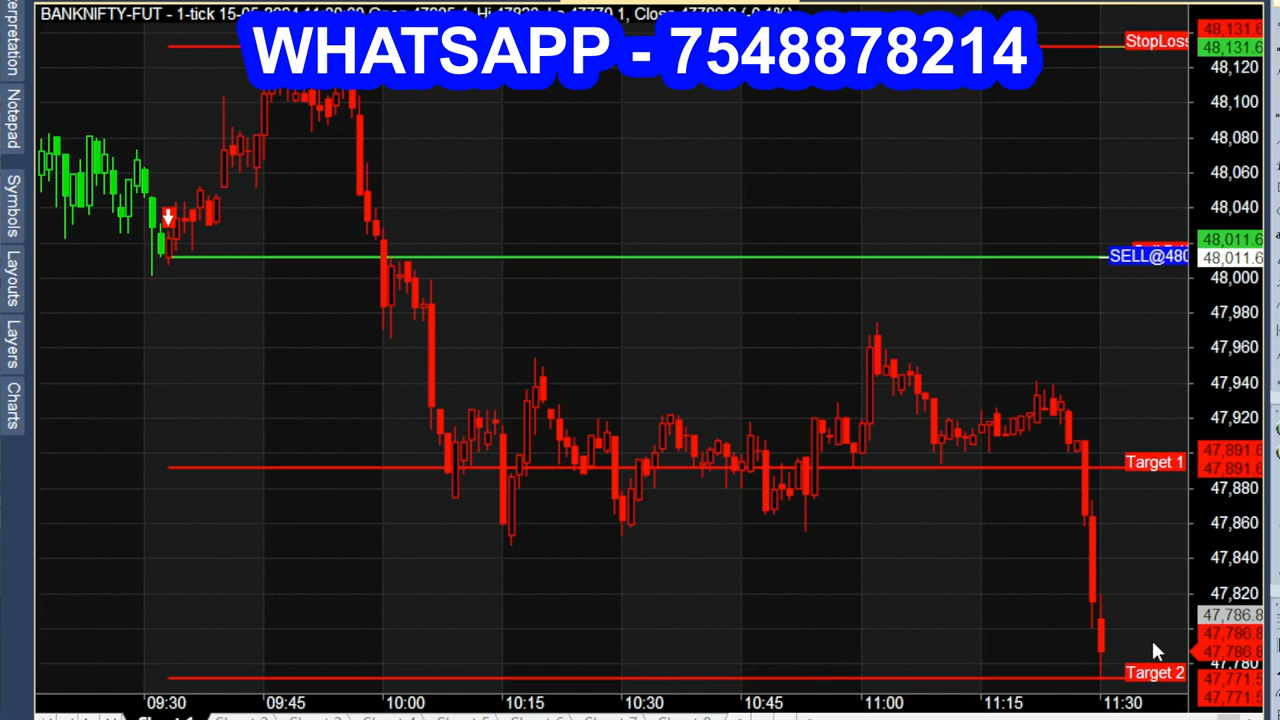 BANKNIFTY-FUT - 1-tick
WHATSAPP - 7548878214
terpretation
Notepad
Symbols
Layouts
Layers
Charts
StopLoss
48,131.6
48,131.6
48,120
48,100
48,080
48,060
48,040
48,011.6
SELL@480
48,011.6
48,000
47,980
47,960
47,940
47,920
47,891.6
Target 1
47,891.6
47,880
47,860
47,840
47,820
47,786.8
47,786.8
47,786.8
47,780
Target 2
47,771.5
47,771.5
09:30 09:45 10:00 10:15 10:30 10:45 11:00 11:15 11:30